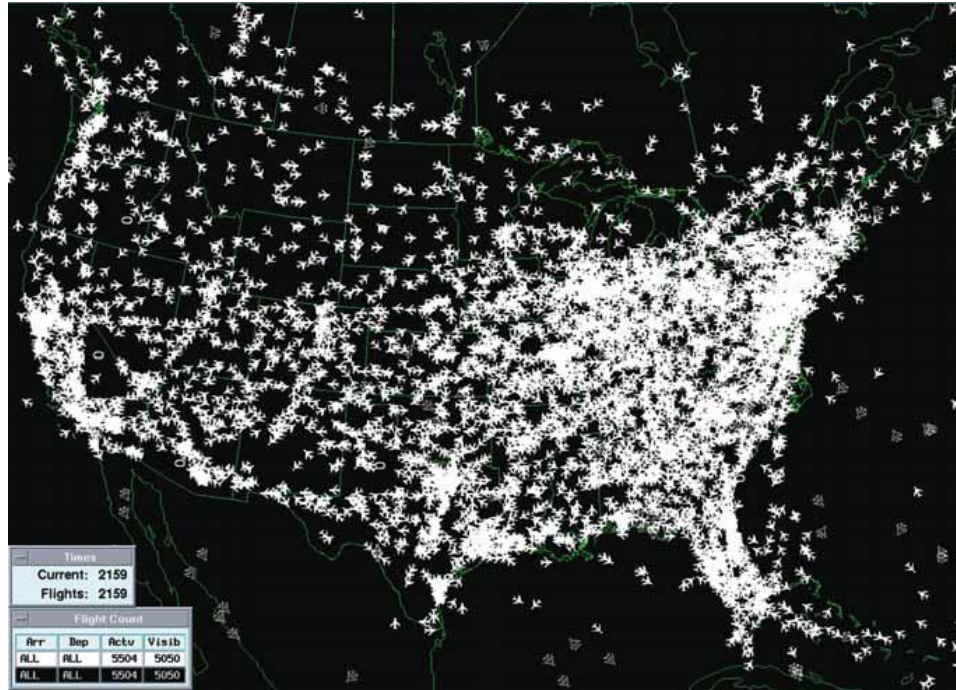 Times
Current: 2159
Flights: 2159
Flight Count
Arr Dep Actv Visib
ALL ALL 5504 5050
ALL ALL 5504 5050